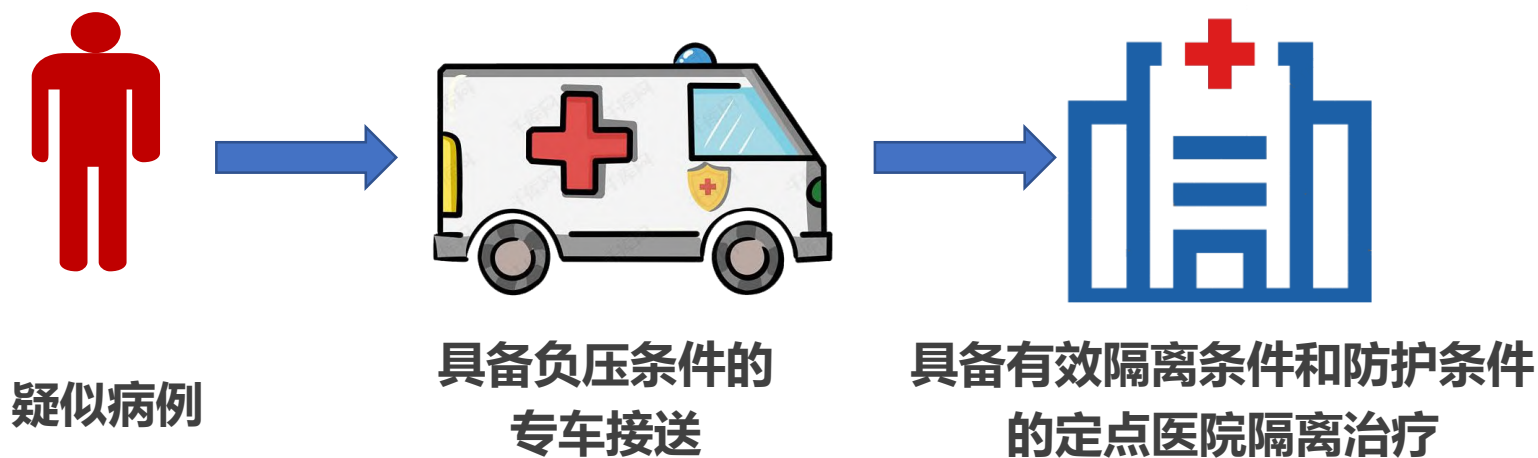 疑似病例
具备负压条件的
专车接送
具备有效隔离条件和防护条件
的定点医院隔离治疗